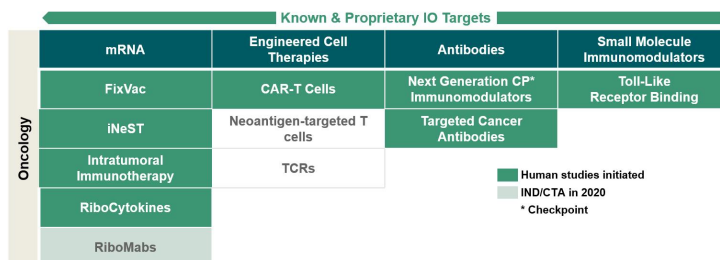 Known & Proprietary IO Targets
Oncology
mRNA
Engineered Cell
Therapies
Antibodies
Small Molecule
Immunomodulators
FixVac
CAR-T Cells
Next Generation CP*
Immunomodulators
Toll-Like
Receptor Binding
iNeST
Neoantigen-targeted T
cells
Targeted Cancer
Antibodies
Intratumoral
Immunotherapy
TCRs
RiboCytokines
RiboMabs
Human studies initiated
IND/CTA in 2020
* Checkpoint